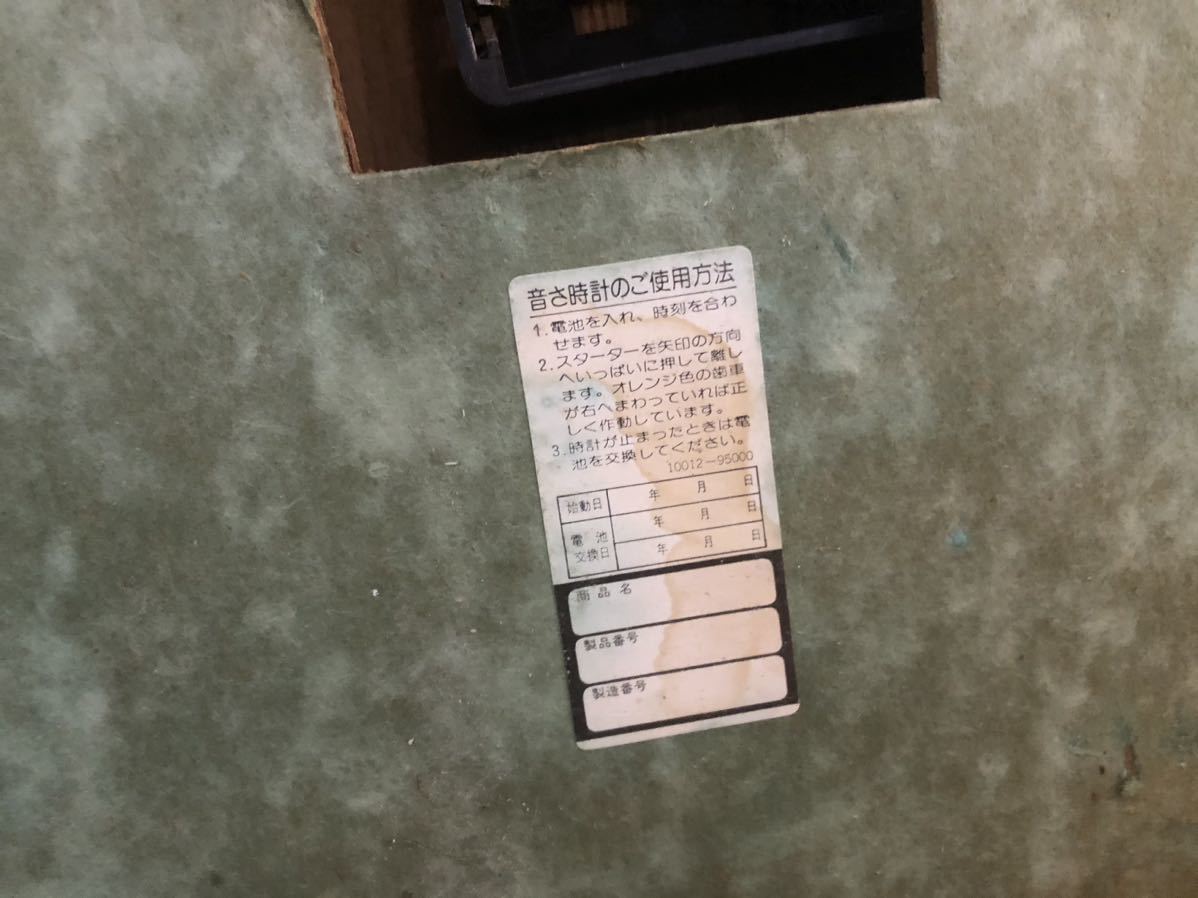 音さ時計のご使用方法
1.電池を入れ、時刻を合わ
せます。
2.スターターを矢印の方向
へいっぱいに押して離し
ます。オレンジ色の歯車
が右へまわっていれば正
しく作動しています。
3.時計が止まったときは電
池を交換してください。
10012-95000
始動日 年 月 日
電池 年 月 日
交換日 年 月 日
商品名
製品番号
製造番号